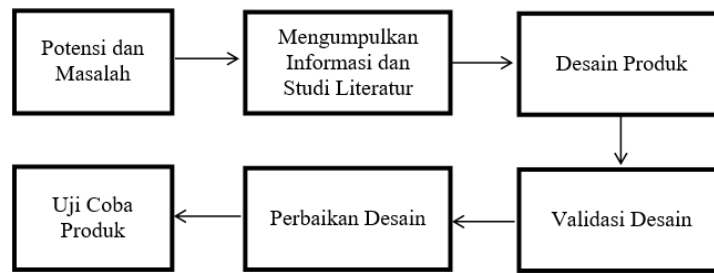 Potensi dan
Masalah
Mengumpulkan
Informasi dan
Studi Literatur
Desain Produk
Validasi Desain
Perbaikan Desain
Uji Coba
Produk